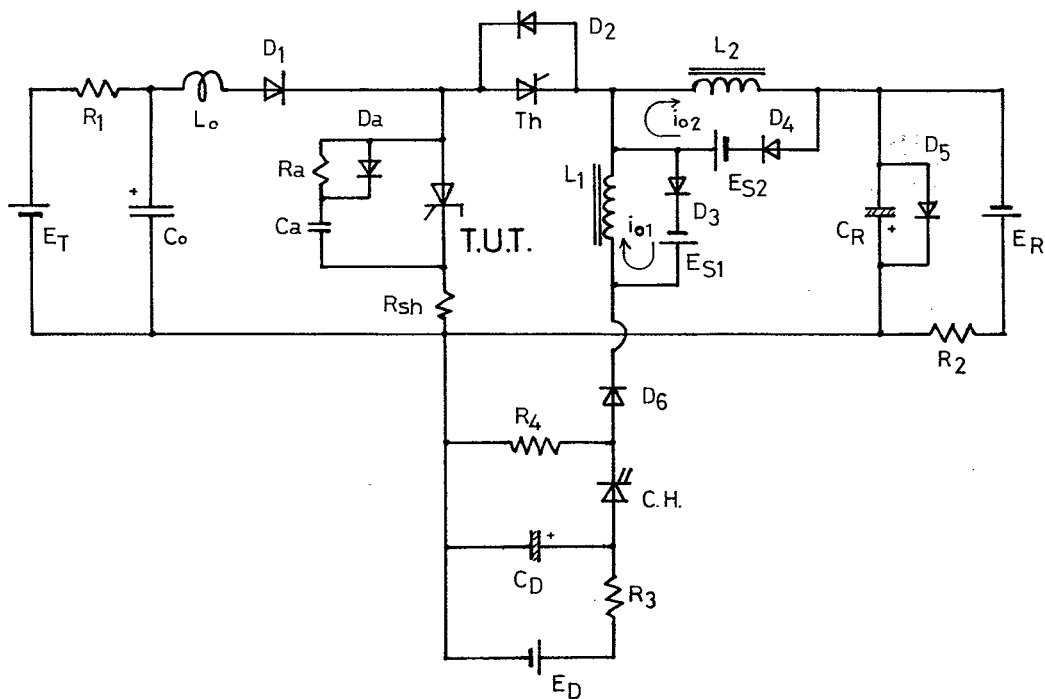 D2
D1
L2
R1
Lo
Th
io2
D4
Da
D5
Ra
L1
ES2
D3
ET
+
Co
Ca
T.U.T.
io1
CR
+
ER
ES1
Rsh
R2
D6
R4
C.H.
+
CD
R3
ED